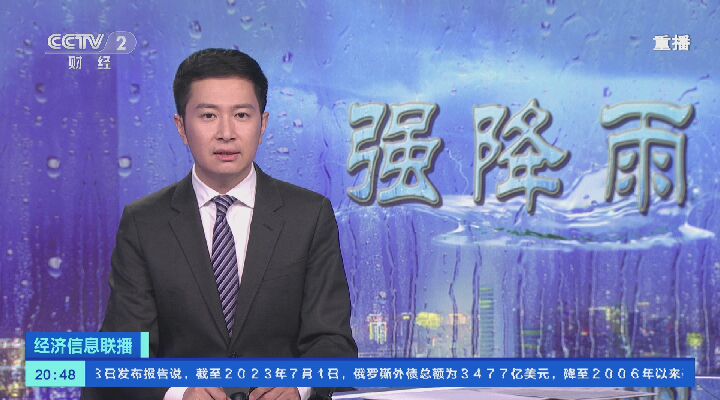 CCTV 2
财经
重播
强降雨
经济信息联播
20:48
3日发布报告说，截至2023年7月1日，俄罗斯外债总额为3477亿美元，降至2006年以来